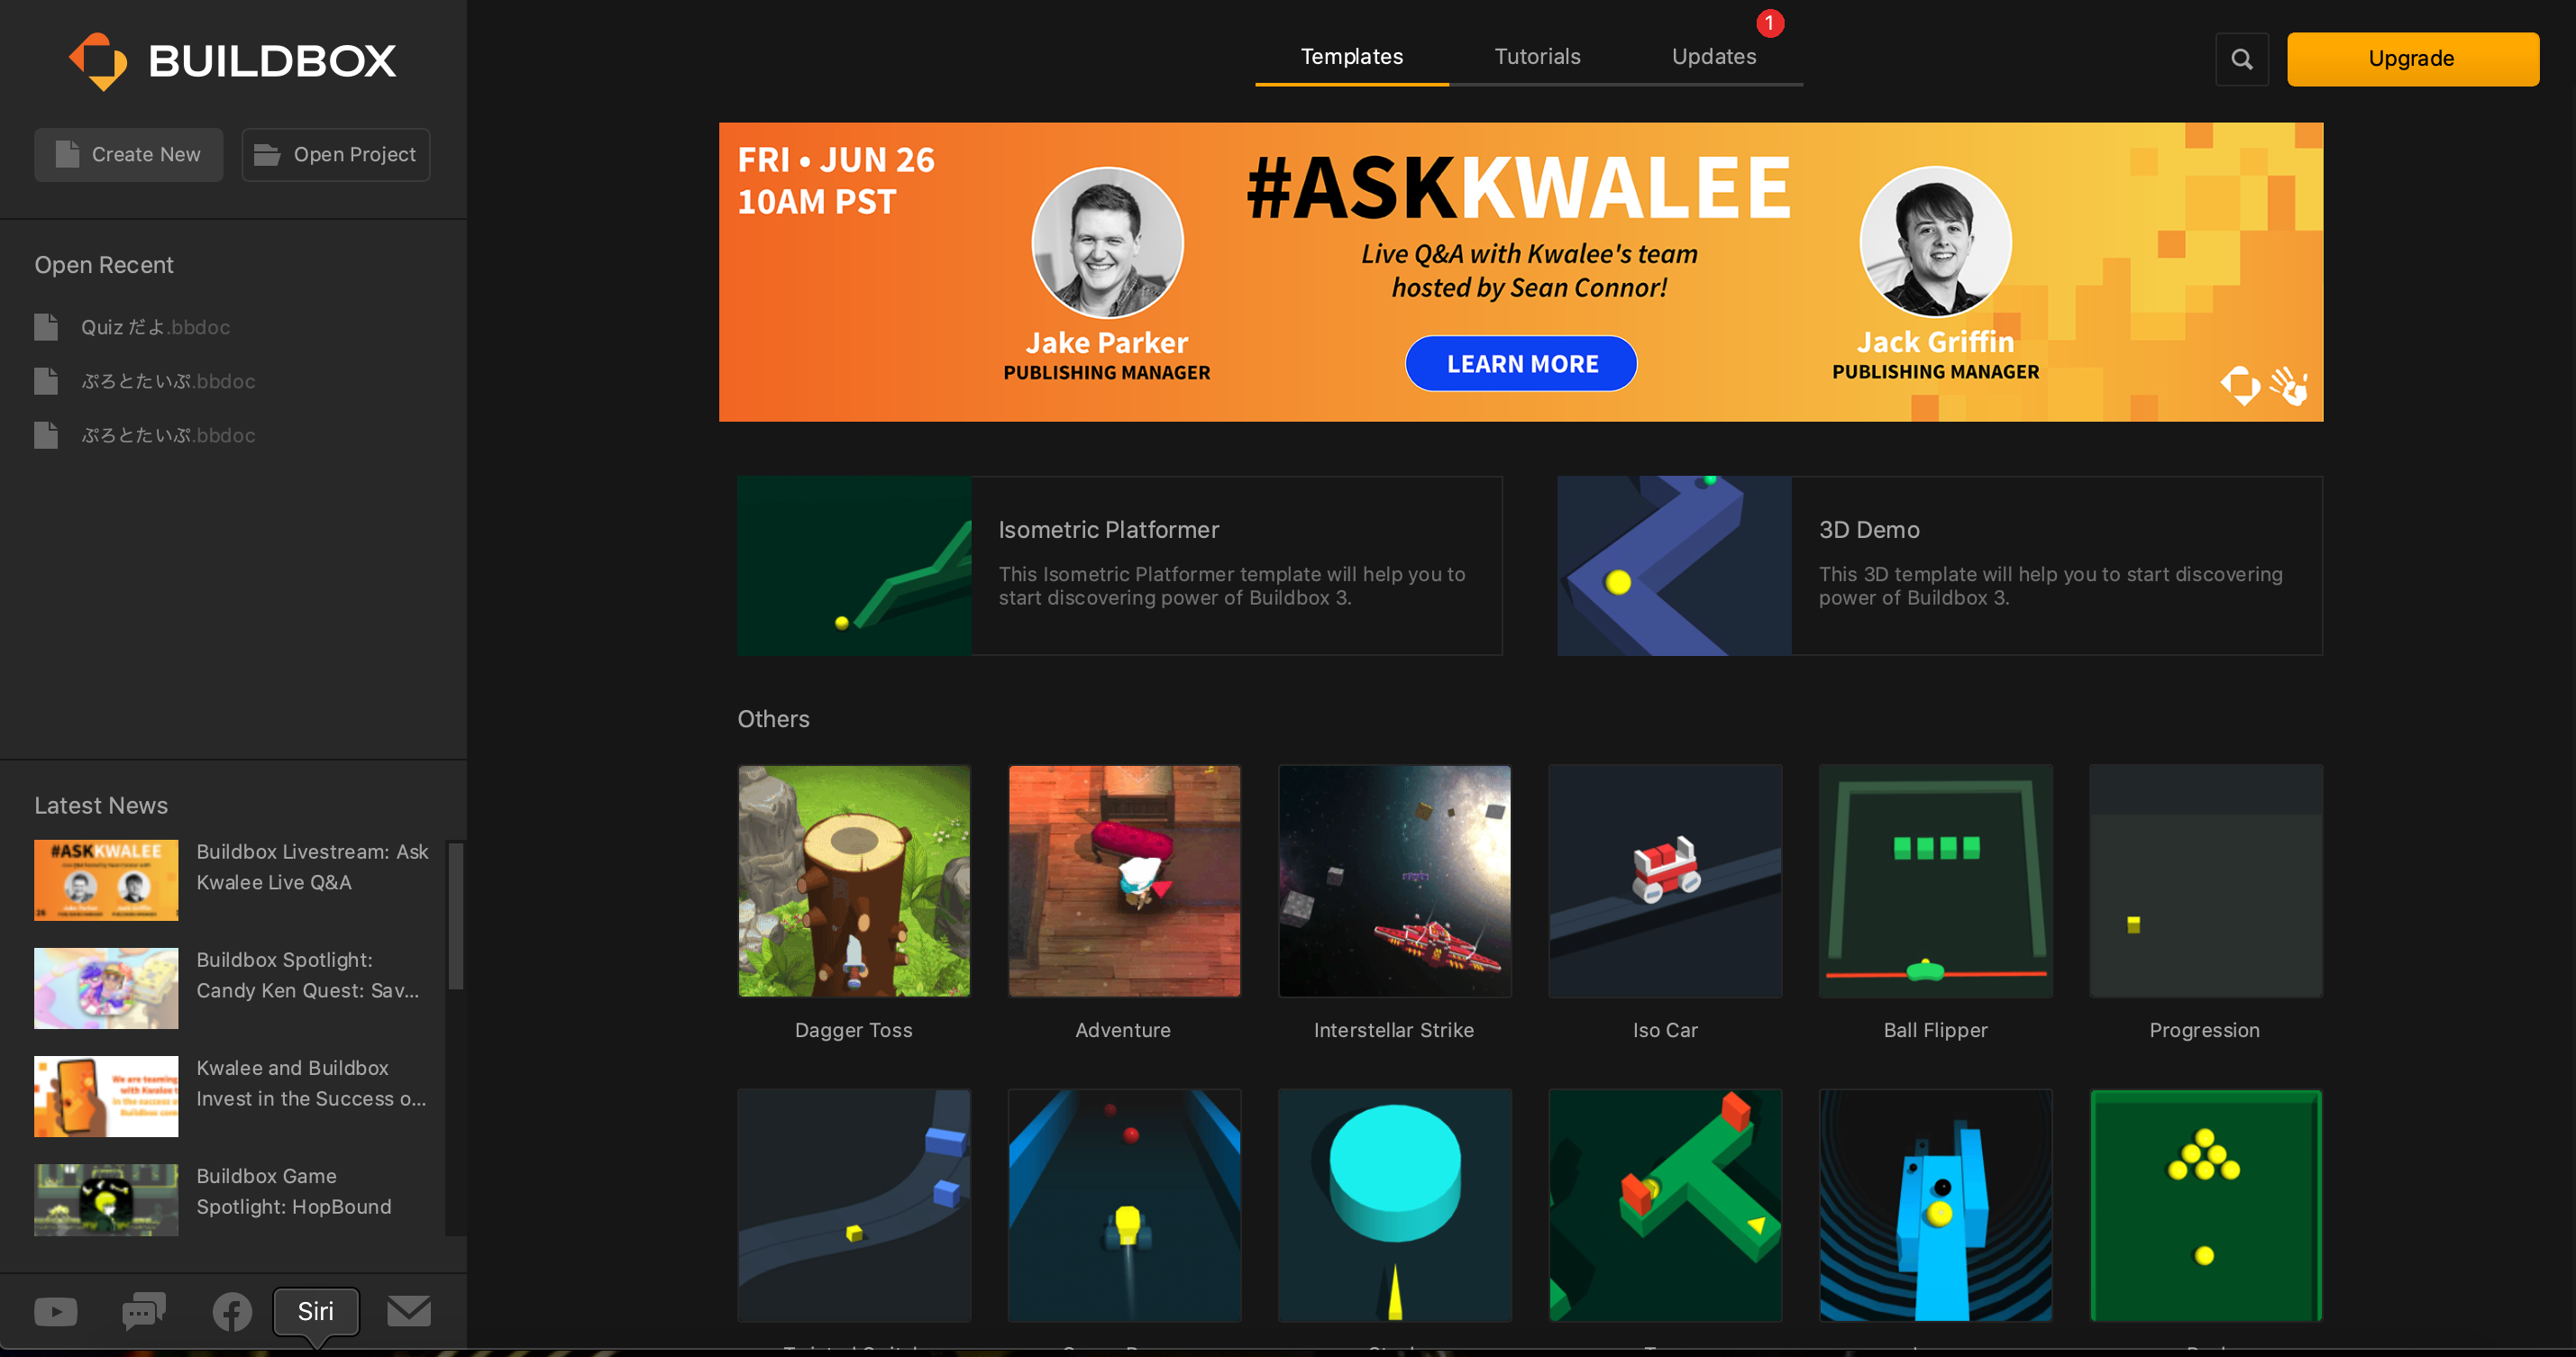 BUILDBOX
Create New
Open Project
Open Recent
Quiz だよ.bbdoc
ぷろとたいぷ.bbdoc
ぷろとたいぷ.bbdoc
Latest News
#ASKKWALEE
Buildbox Livestream: Ask
Kwalee Live Q&A
Buildbox Spotlight:
Candy Ken Quest: Sav...
Kwalee and Buildbox
Invest in the Success o...
Buildbox Game
Spotlight: HopBound
Siri
Templates
Tutorials
Updates
1
Upgrade
FRI • JUN 26
10AM PST
#ASKKWALEE
Live Q&A with Kwalee's team
hosted by Sean Connor!
LEARN MORE
Jake Parker
PUBLISHING MANAGER
Jack Griffin
PUBLISHING MANAGER
Isometric Platformer
This Isometric Platformer template will help you to
start discovering power of Buildbox 3.
3D Demo
This 3D template will help you to start discovering
power of Buildbox 3.
Others
Dagger Toss
Adventure
Interstellar Strike
Iso Car
Ball Flipper
Progression